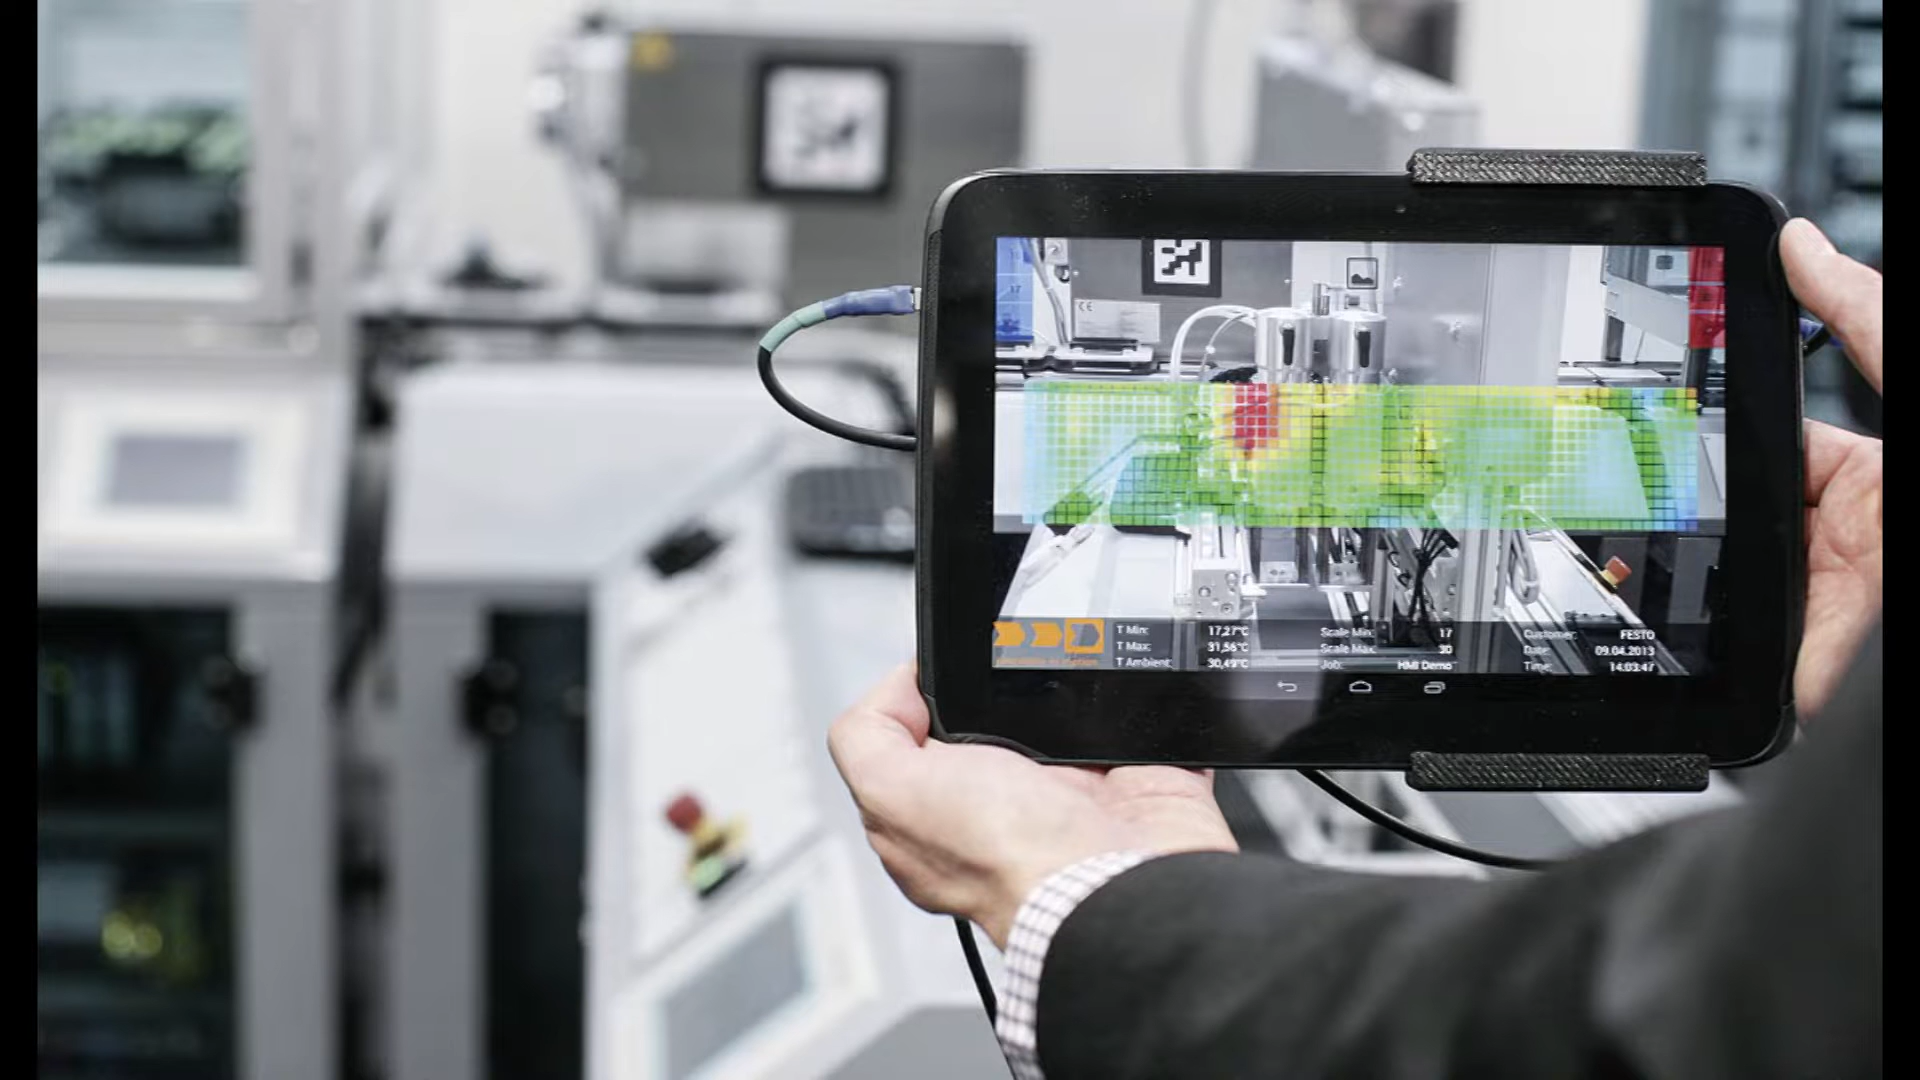 CE
17
T Min: 17,27°C Scale Min: 17 Customer: FESTO
T Max: 31,56°C Scale Max: 30 Date: 09.04.2013
T Ambient: 30,49°C Job: HMI Demo Time: 14:03:47